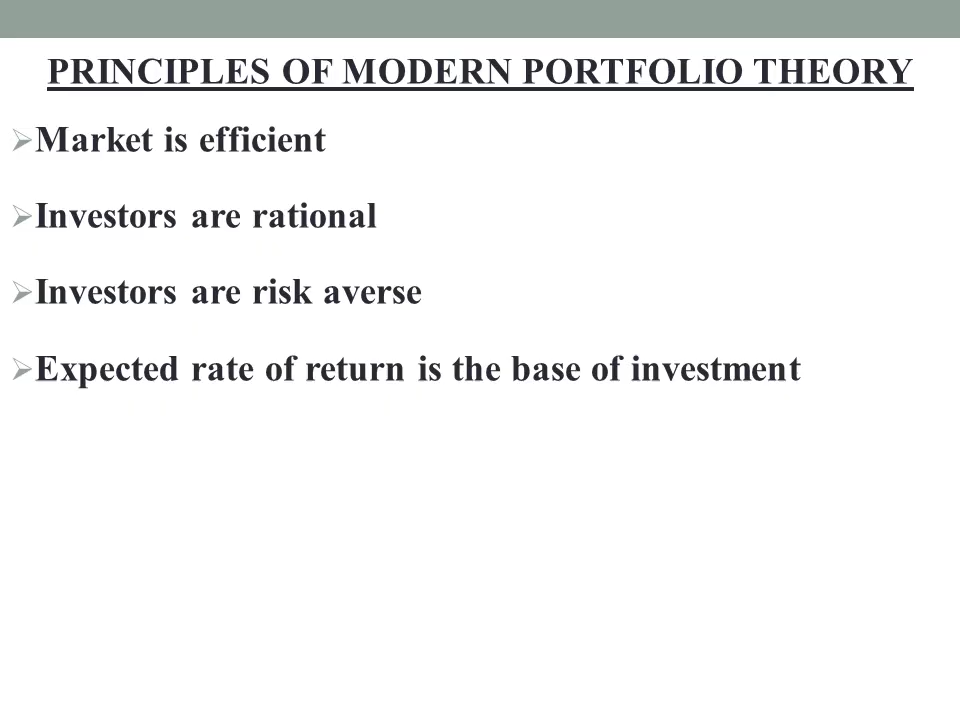 PRINCIPLES OF MODERN PORTFOLIO THEORY
Market is efficient
Investors are rational
Investors are risk averse
Expected rate of return is the base of investment